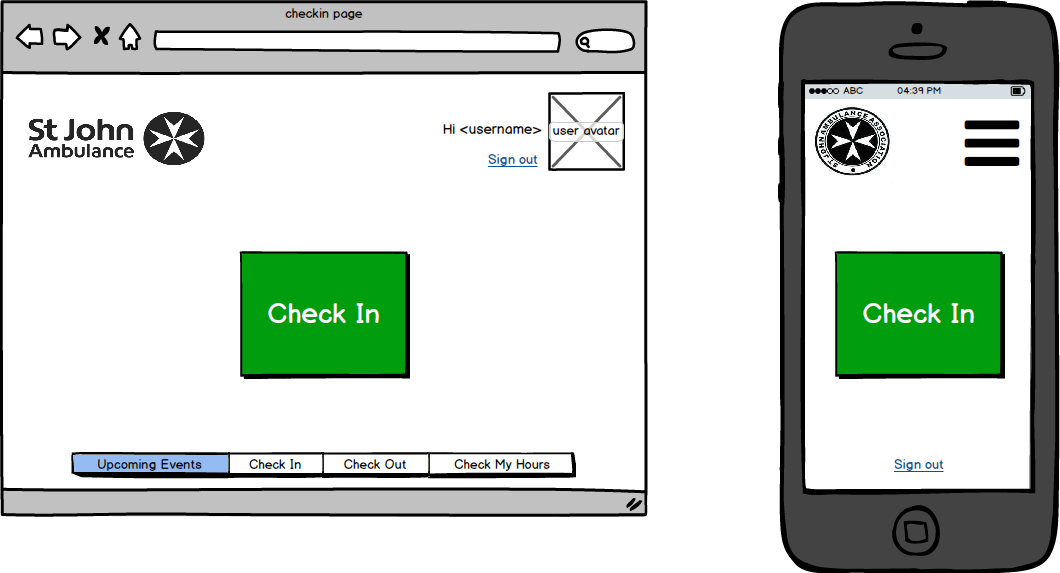 checkin page
St John
Ambulance
Hi <username>
user avatar
Sign out
Check In
Upcoming Events Check In Check Out Check My Hours
ABC 04:39 PM
ST JOHN AMBULANCE ASSOCIATION
Check In
Sign out